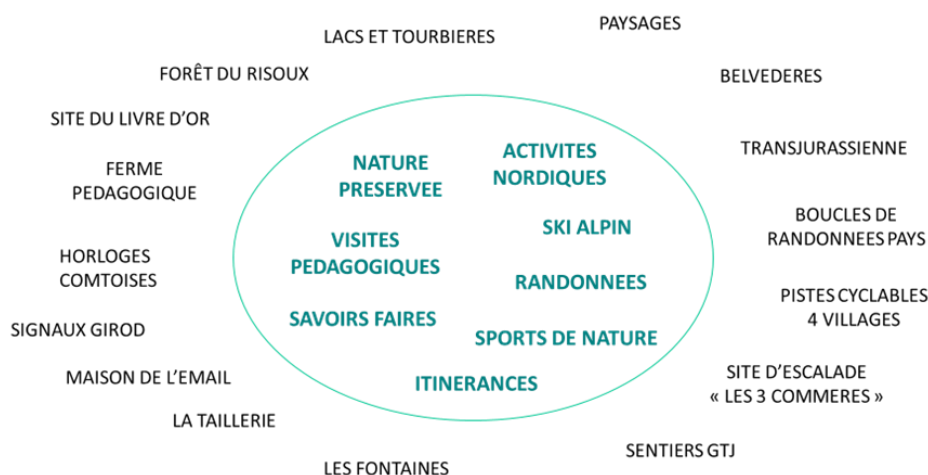 PAYSAGES
LACS ET TOURBIERES
FORÊT DU RISOUX
BELVEDERES
SITE DU LIVRE D’OR
TRANSJURASSIENNE
FERME
PEDAGOGIQUE
BOUCLES DE
RANDONNEES PAYS
HORLOGES
COMTOISES
PISTES CYCLABLES
4 VILLAGES
SIGNAUX GIROD
MAISON DE L’EMAIL
SITE D’ESCALADE
« LES 3 COMMERES »
LA TAILLERIE
SENTIERS GTJ
LES FONTAINES
NATURE
PRESERVEE
ACTIVITES
NORDIQUES
SKI ALPIN
VISITES
PEDAGOGIQUES
RANDONNEES
SAVOIRS FAIRES
SPORTS DE NATURE
ITINERANCES